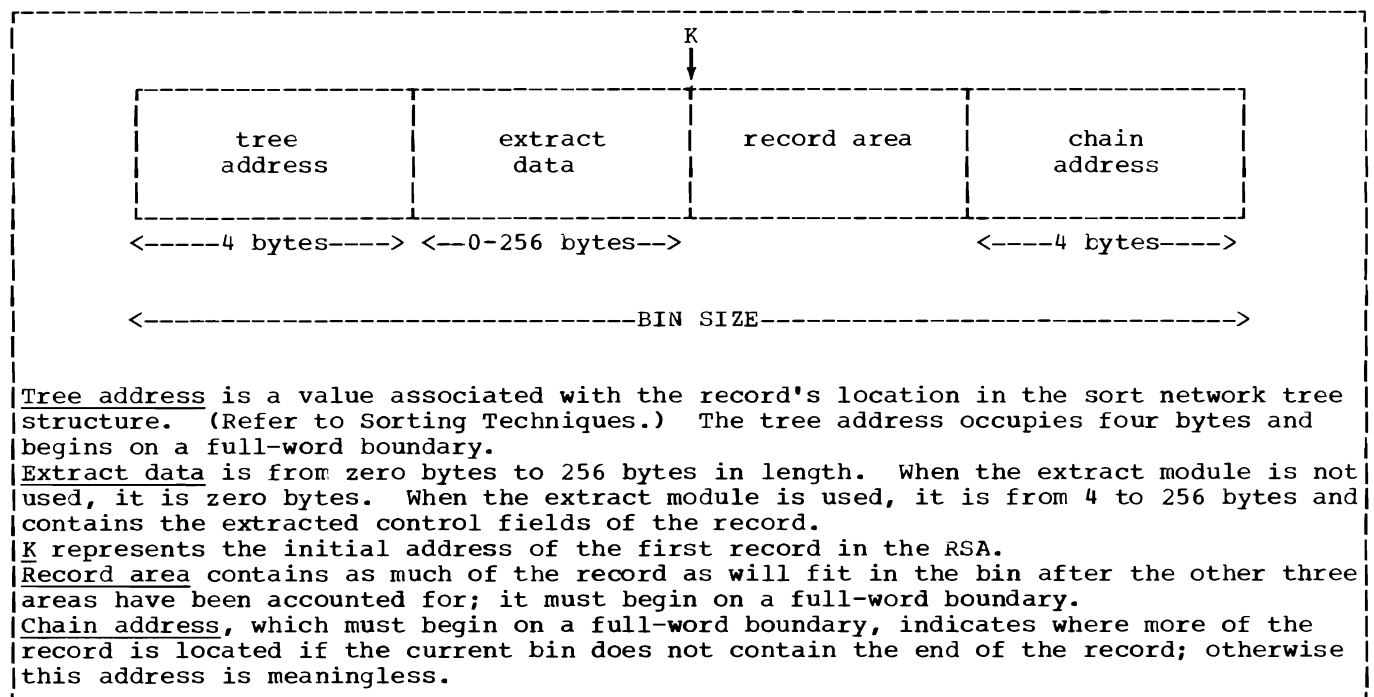 K
tree extract record area chain
address data address
<-----4 bytes----> <--0-256 bytes--> <----4 bytes---->
<-------------------------------BIN SIZE------------------------------>
Tree address is a value associated with the record's location in the sort network tree
structure. (Refer to Sorting Techniques.) The tree address occupies four bytes and
begins on a full-word boundary.
Extract data is from zero bytes to 256 bytes in length. When the extract module is not
used, it is zero bytes. When the extract module is used, it is from 4 to 256 bytes and
contains the extracted control fields of the record.
K represents the initial address of the first record in the RSA.
Record area contains as much of the record as will fit in the bin after the other three
areas have been accounted for; it must begin on a full-word boundary.
Chain address, which must begin on a full-word boundary, indicates where more of the
record is located if the current bin does not contain the end of the record; otherwise
this address is meaningless.